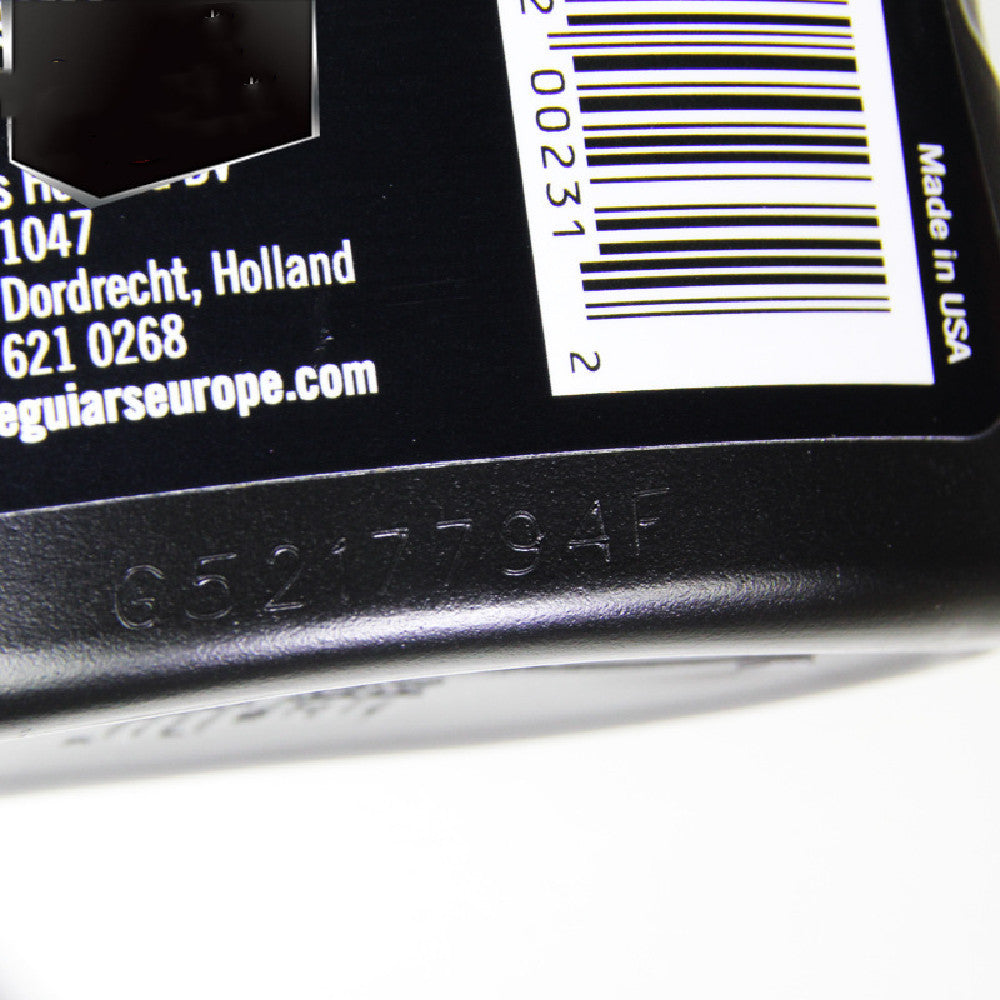 1047
Dordrecht, Holland
621 0268
eguiarseurope.com
2 00231 2
Made in USA
G521779AF